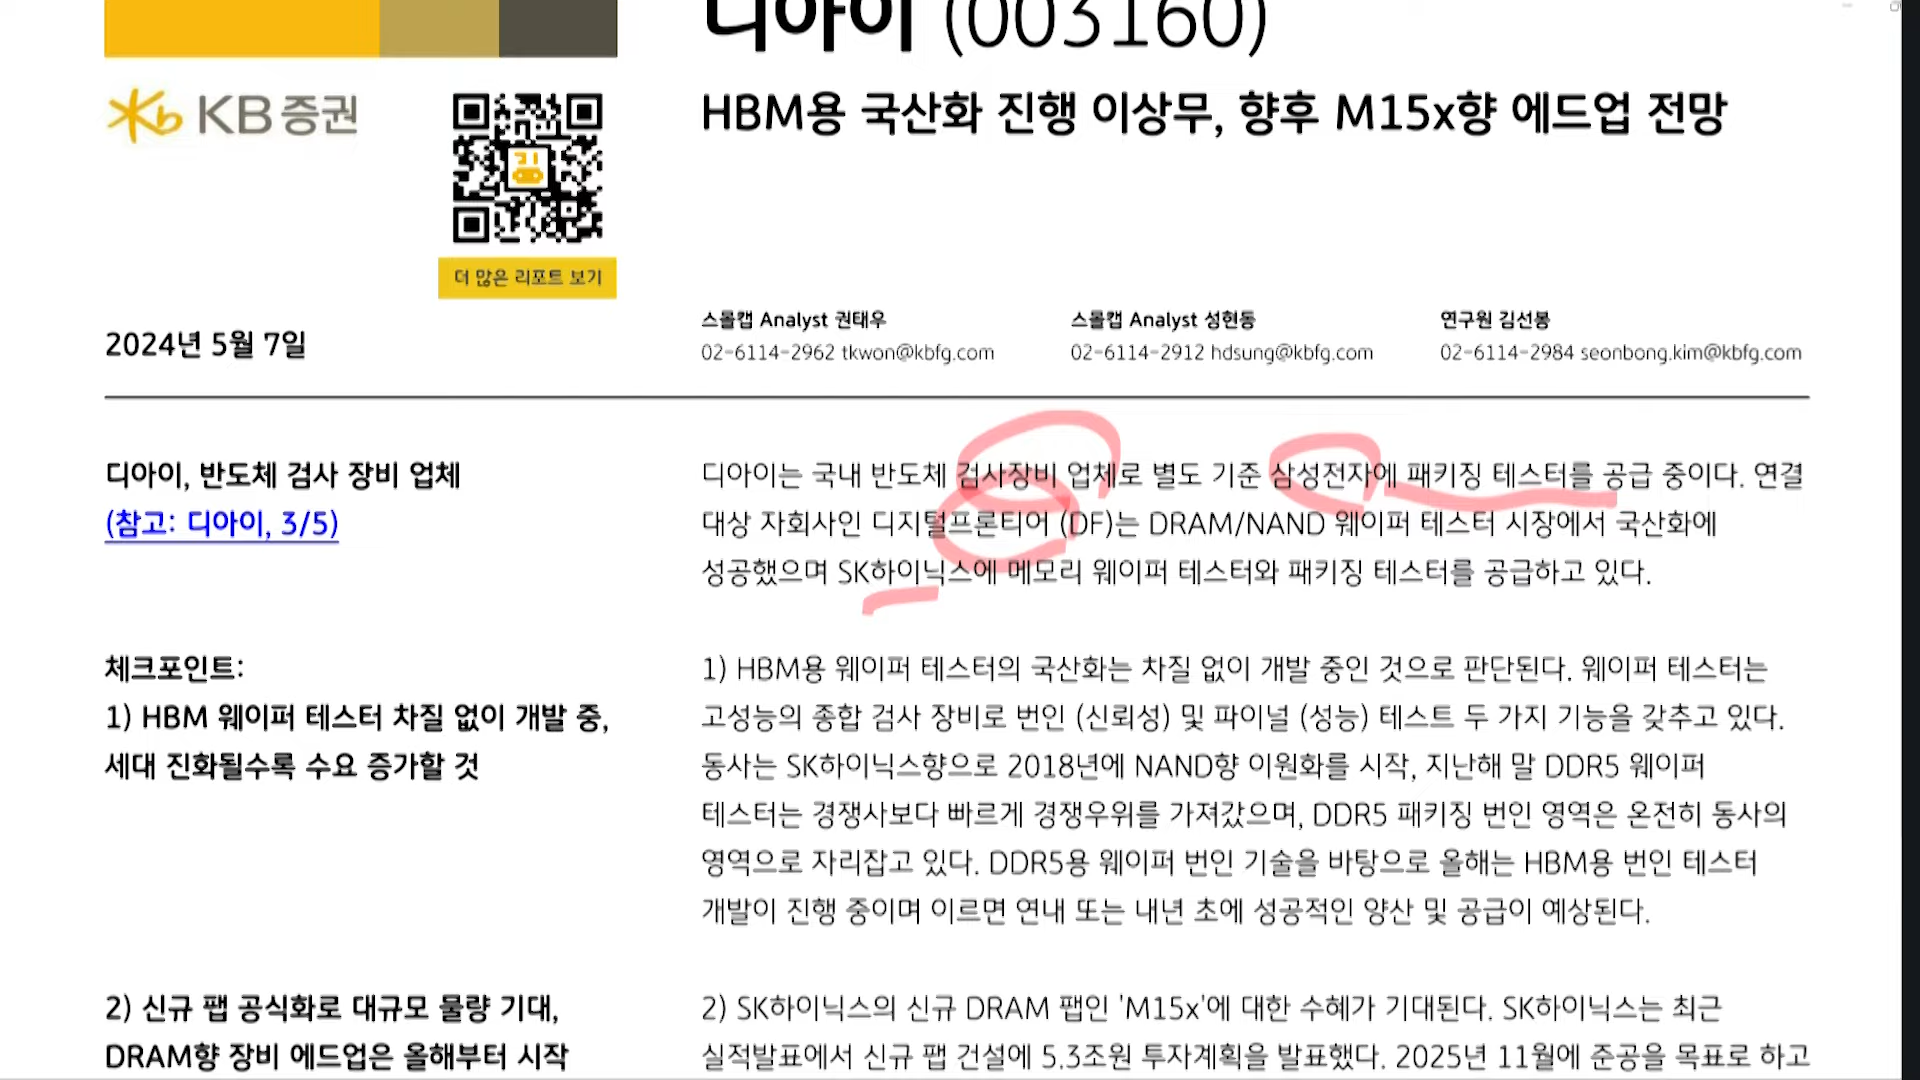 디아이 (003160)
KB 증권
HBM용 국산화 진행 이상무, 향후 M15x향 에드업 전망
더 많은 리포트 보기
2024년 5월 7일
스몰캡 Analyst 권태우
02-6114-2962 tkwon@kbfg.com
스몰캡 Analyst 성현동
02-6114-2912 hdsung@kbfg.com
연구원 김선봉
02-6114-2984 seonbong.kim@kbfg.com
디아이, 반도체 검사 장비 업체
(참고: 디아이, 3/5)
디아이는 국내 반도체 검사장비 업체로 별도 기준 삼성전자에 패키징 테스터를 공급 중이다. 연결
대상 자회사인 디지털프론티어 (DF)는 DRAM/NAND 웨이퍼 테스터 시장에서 국산화에
성공했으며 SK하이닉스에 메모리 웨이퍼 테스터와 패키징 테스터를 공급하고 있다.
체크포인트:
1) HBM 웨이퍼 테스터 차질 없이 개발 중,
세대 진화될수록 수요 증가할 것
1) HBM용 웨이퍼 테스터의 국산화는 차질 없이 개발 중인 것으로 판단된다. 웨이퍼 테스터는
고성능의 종합 검사 장비로 번인 (신뢰성) 및 파이널 (성능) 테스트 두 가지 기능을 갖추고 있다.
동사는 SK하이닉스향으로 2018년에 NAND향 이원화를 시작, 지난해 말 DDR5 웨이퍼
테스터는 경쟁사보다 빠르게 경쟁우위를 가져갔으며, DDR5 패키징 번인 영역은 온전히 동사의
영역으로 자리잡고 있다. DDR5용 웨이퍼 번인 기술을 바탕으로 올해는 HBM용 번인 테스터
개발이 진행 중이며 이르면 연내 또는 내년 초에 성공적인 양산 및 공급이 예상된다.
2) 신규 팹 공식화로 대규모 물량 기대,
DRAM향 장비 에드업은 올해부터 시작
2) SK하이닉스의 신규 DRAM 팹인 'M15x'에 대한 수혜가 기대된다. SK하이닉스는 최근
실적발표에서 신규 팹 건설에 5.3조원 투자계획을 발표했다. 2025년 11월에 준공을 목표로 하고